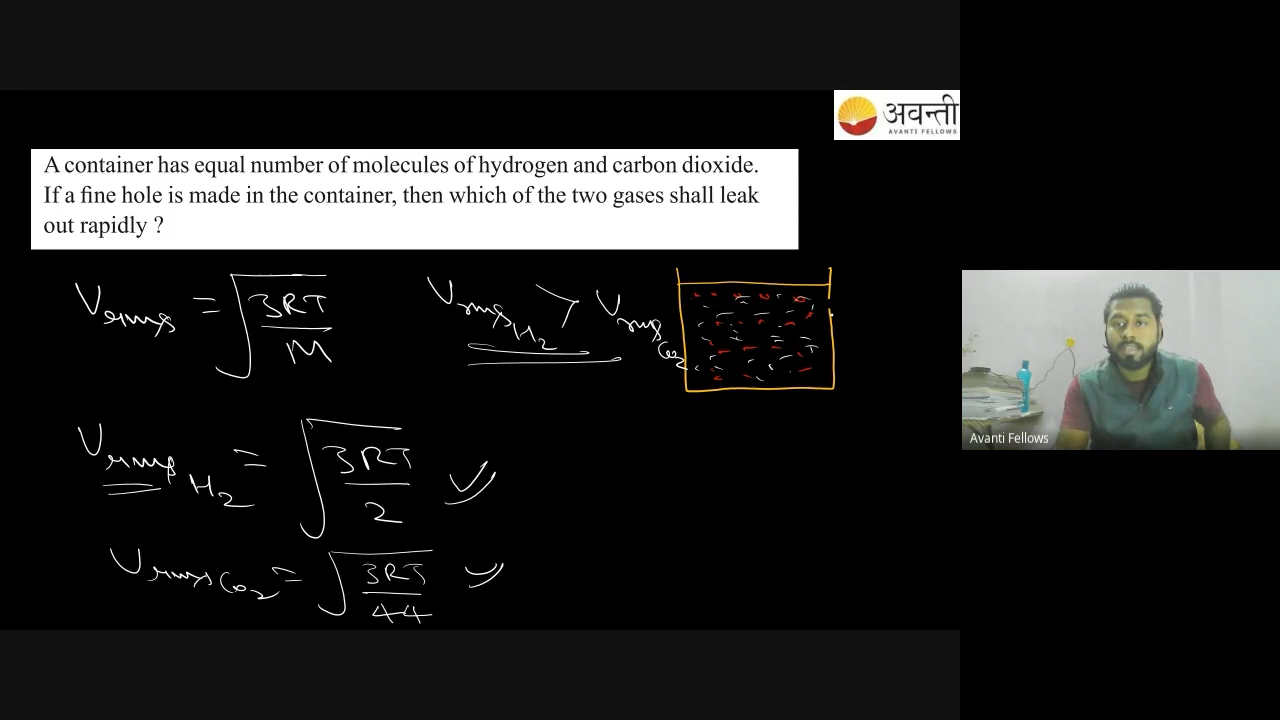 अवन्ती
AVANTI FELLOWS
A container has equal number of molecules of hydrogen and carbon dioxide.
If a fine hole is made in the container, then which of the two gases shall leak
out rapidly ?
Vrms = √(3RT/M)
Vrms H2 > Vrms CO2
Vrms H2 = √(3RT/2)
Vrms CO2 = √(3RT/44)
Avanti Fellows